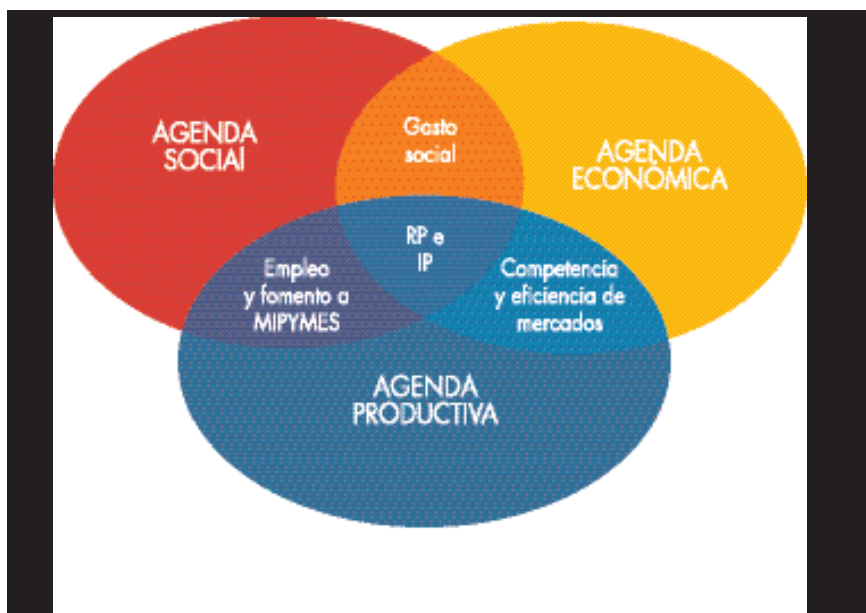 AGENDA
SOCIAL
Gasto
social
AGENDA
ECONÓMICA
RP e
IP
Empleo
y fomento a
MIPYMES
Competencia
y eficiencia de
mercados
AGENDA
PRODUCTIVA